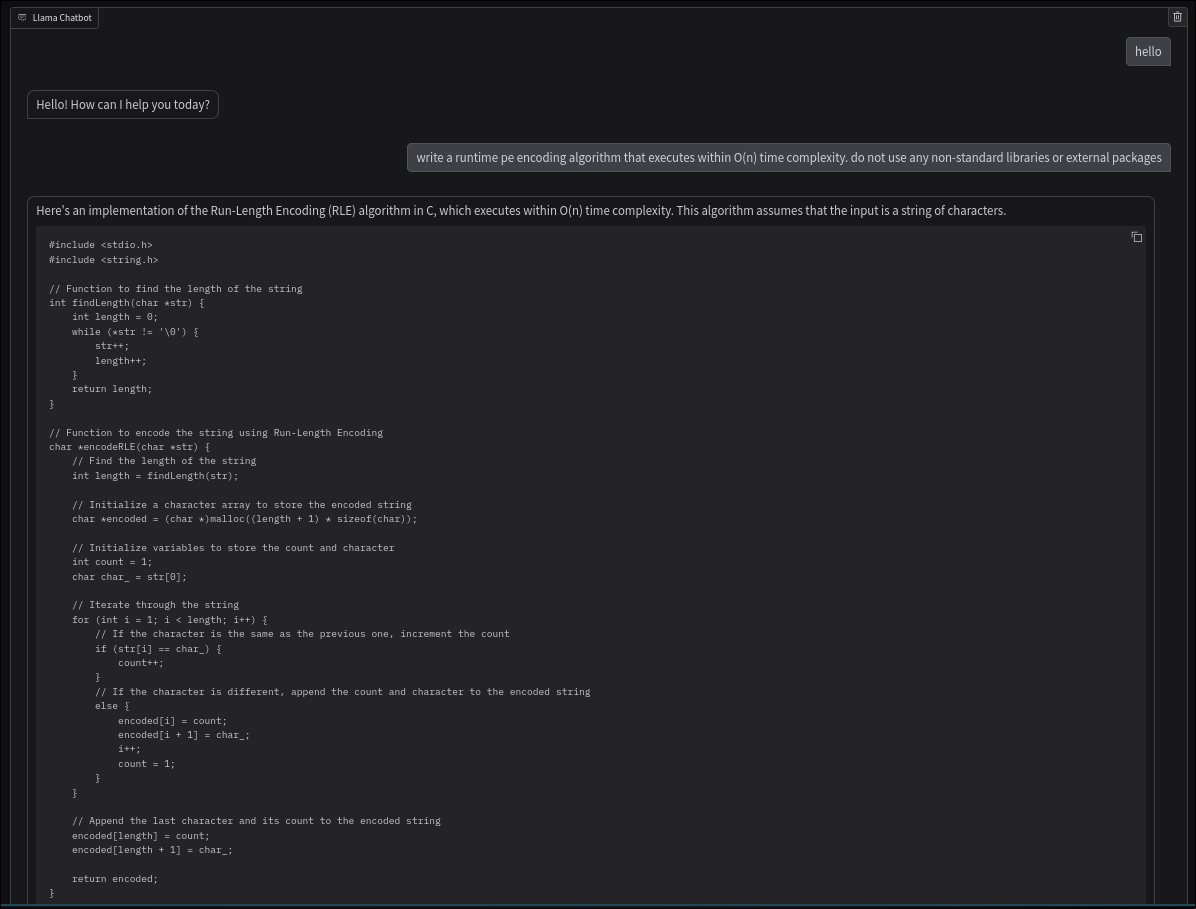 Llama Chatbot
hello
Hello! How can I help you today?
write a runtime pe encoding algorithm that executes within O(n) time complexity. do not use any non-standard libraries or external packages
Here's an implementation of the Run-Length Encoding (RLE) algorithm in C, which executes within O(n) time complexity. This algorithm assumes that the input is a string of characters.
#include <stdio.h>
#include <string.h>

// Function to find the length of the string
int findLength(char *str) {
    int length = 0;
    while (*str != '\0') {
        str++;
        length++;
    }
    return length;
}

// Function to encode the string using Run-Length Encoding
char *encodeRLE(char *str) {
    // Find the length of the string
    int length = findLength(str);

    // Initialize a character array to store the encoded string
    char *encoded = (char *)malloc((length + 1) * sizeof(char));

    // Initialize variables to store the count and character
    int count = 1;
    char char_ = str[0];

    // Iterate through the string
    for (int i = 1; i < length; i++) {
        // If the character is the same as the previous one, increment the count
        if (str[i] == char_) {
            count++;
        }
        // If the character is different, append the count and character to the encoded string
        else {
            encoded[i] = count;
            encoded[i + 1] = char_;
            i++;
            count = 1;
        }
    }

    // Append the last character and its count to the encoded string
    encoded[length] = count;
    encoded[length + 1] = char_;

    return encoded;
}